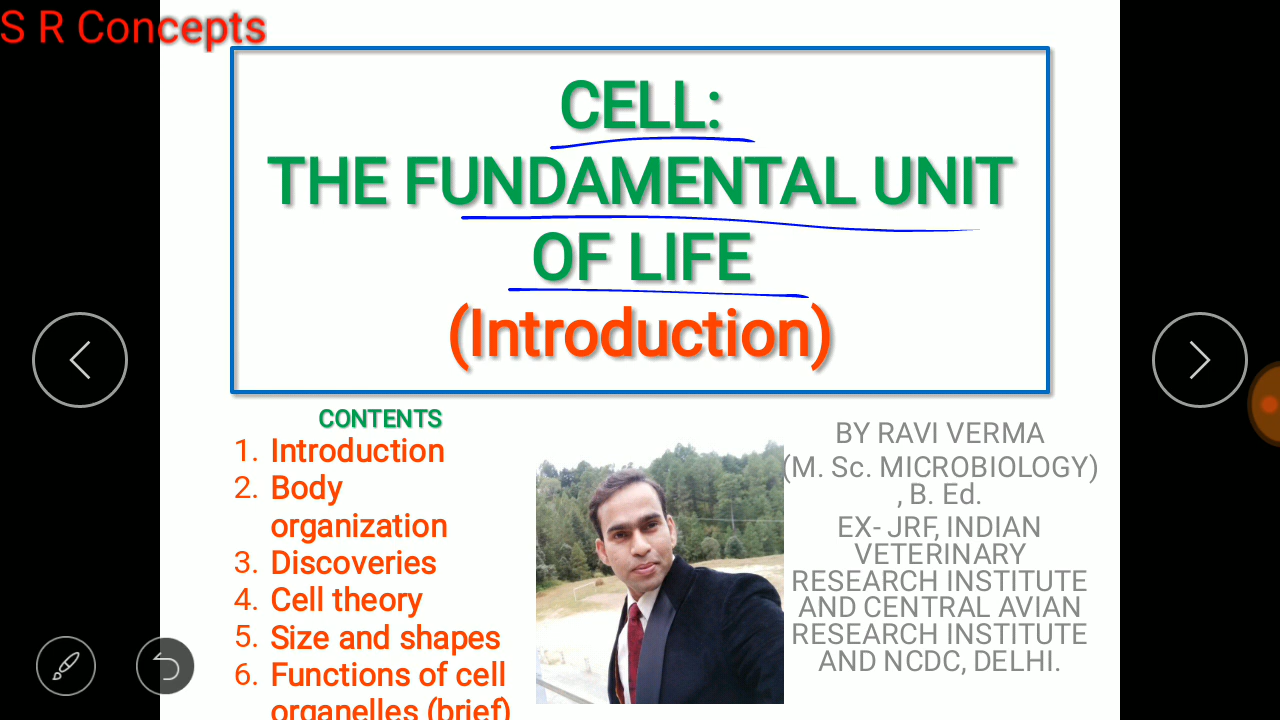 S R Concepts
CELL:
THE FUNDAMENTAL UNIT
OF LIFE
(Introduction)
CONTENTS
1. Introduction
2. Body
organization
3. Discoveries
4. Cell theory
5. Size and shapes
6. Functions of cell
organelles (brief)
BY RAVI VERMA
(M. Sc. MICROBIOLOGY)
, B. Ed.
EX- JRF, INDIAN
VETERINARY
RESEARCH INSTITUTE
AND CENTRAL AVIAN
RESEARCH INSTITUTE
AND NCDC, DELHI.